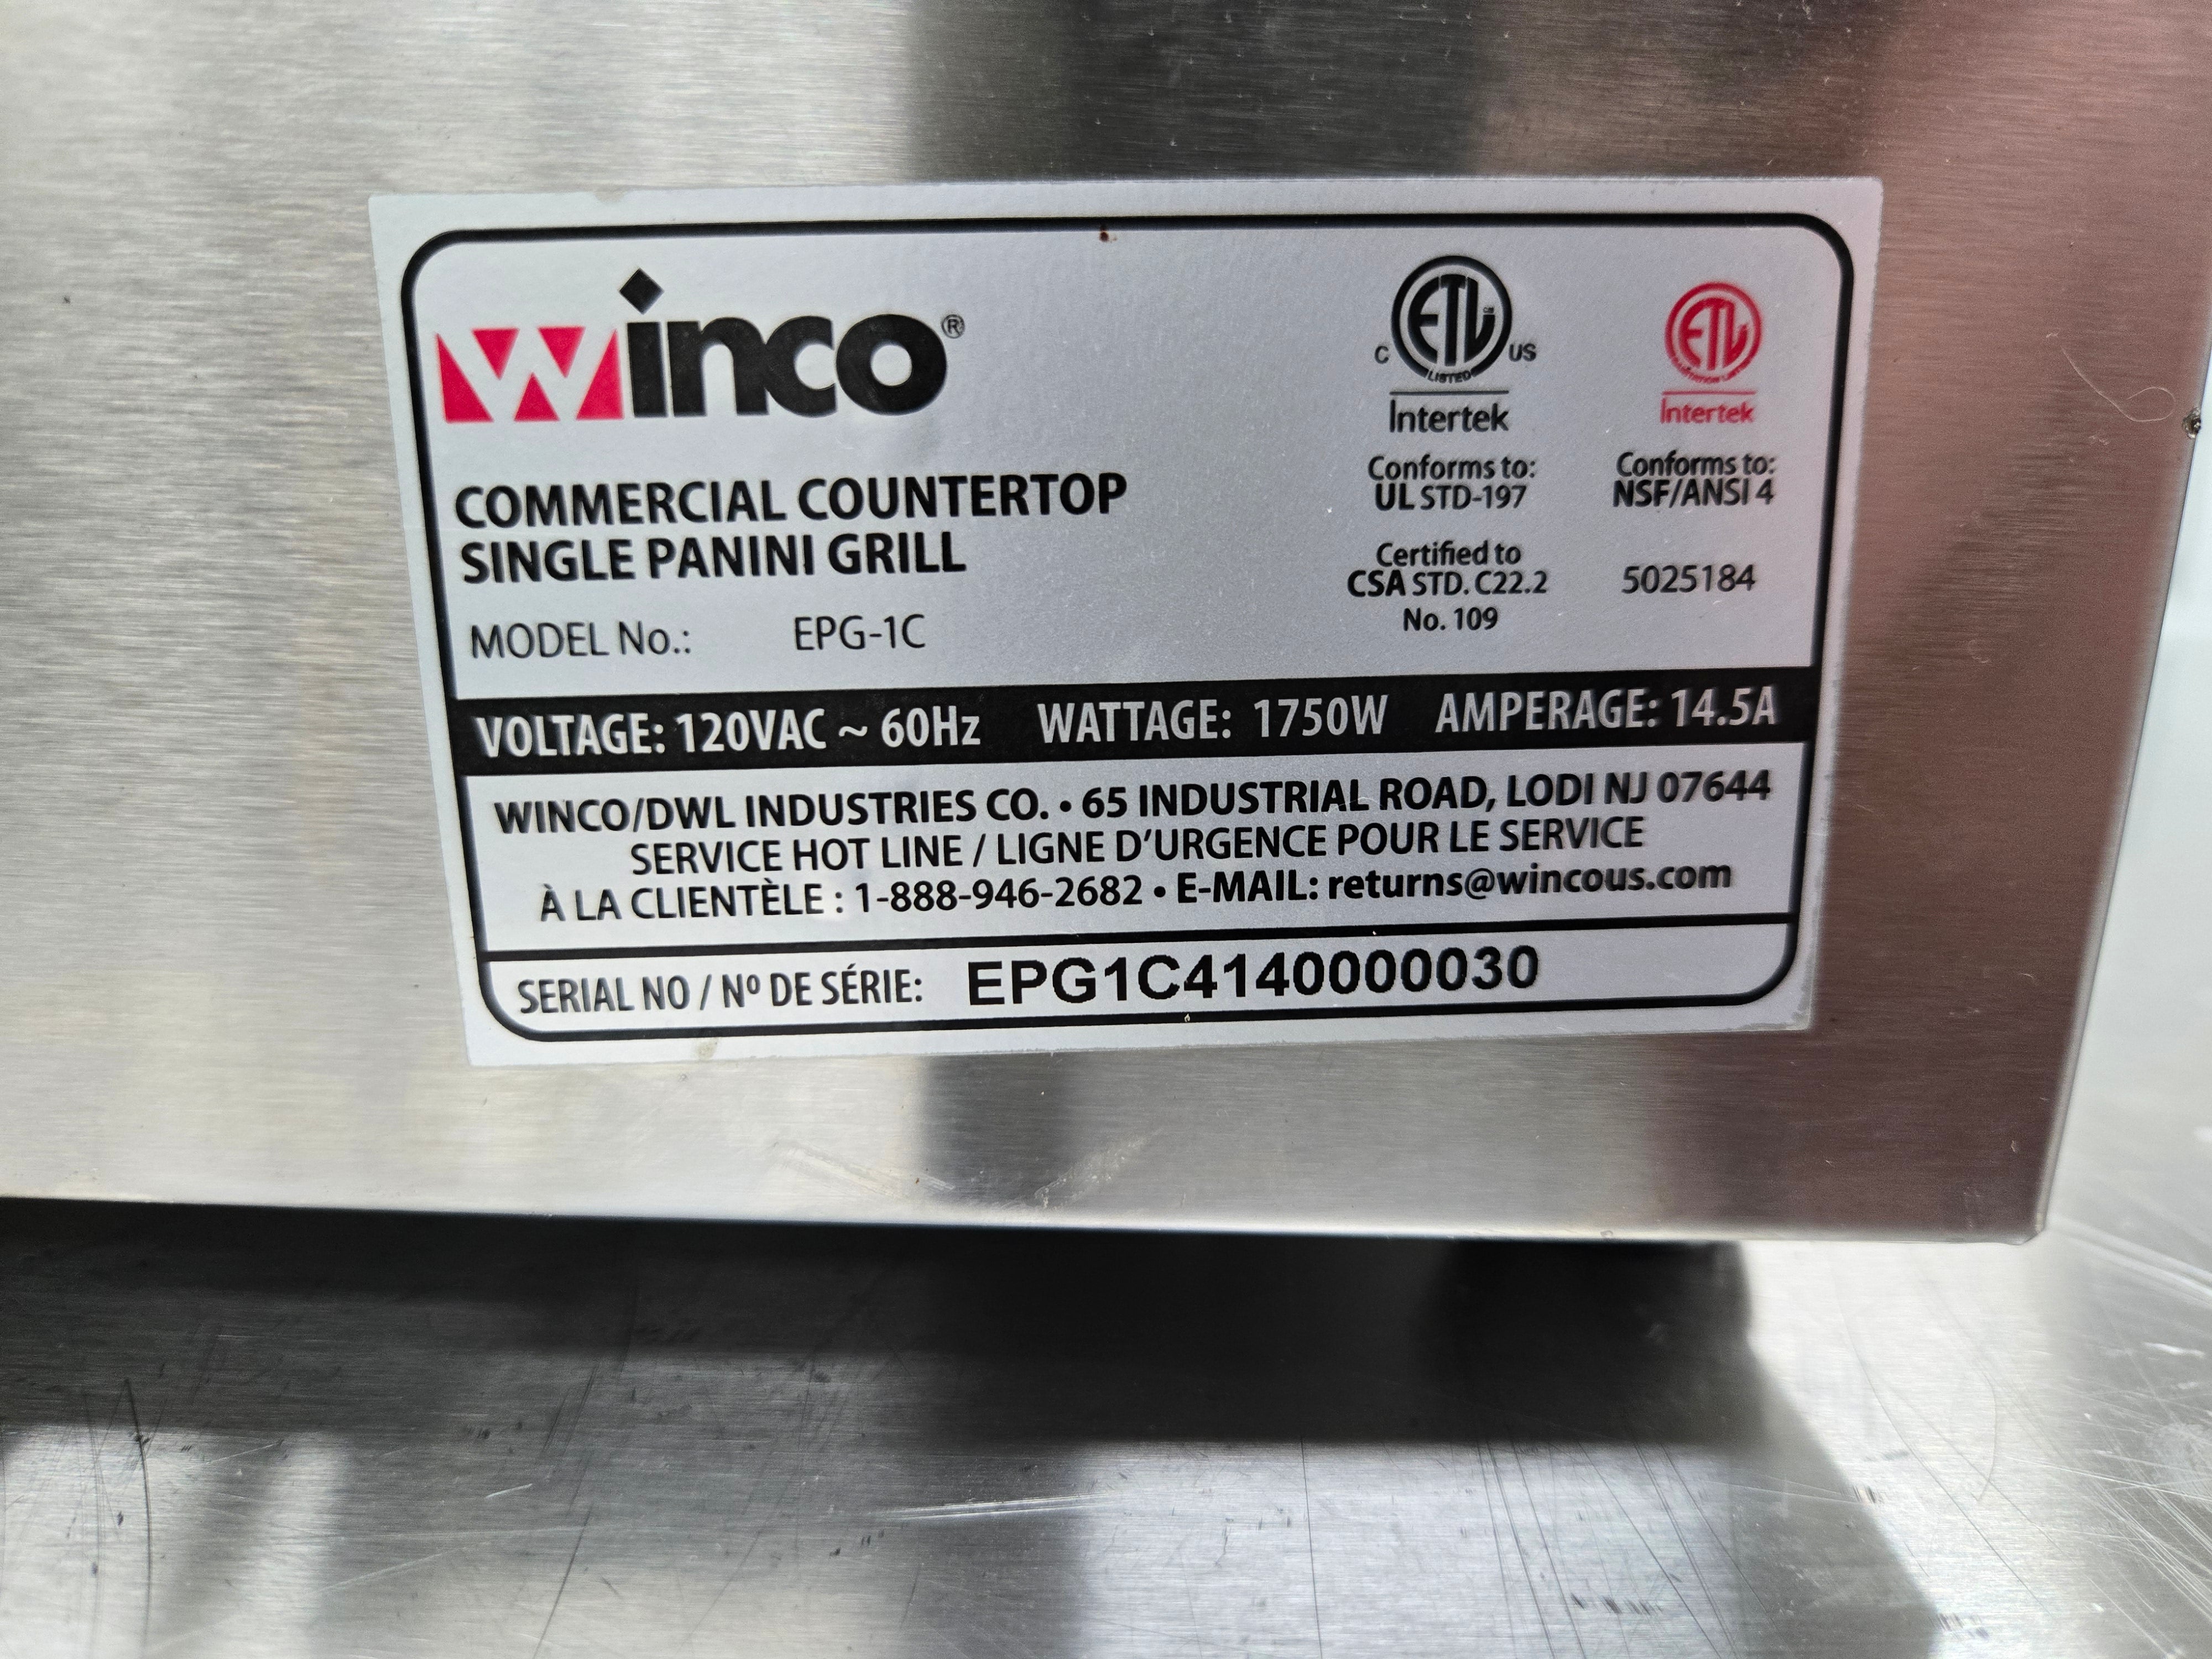 Winco®
COMMERCIAL COUNTERTOP
SINGLE PANINI GRILL
MODEL No.: EPG-1C
C ETL US
LISTED
Intertek
Conforms to:
UL STD-197
Certified to
CSA STD. C22.2
No. 109
ETL
Intertek
Conforms to:
NSF/ANSI 4
5025184
VOLTAGE: 120VAC ~ 60Hz WATTAGE: 1750W AMPERAGE: 14.5A
WINCO/DWL INDUSTRIES CO. • 65 INDUSTRIAL ROAD, LODI NJ 07644
SERVICE HOT LINE / LIGNE D'URGENCE POUR LE SERVICE
À LA CLIENTÈLE : 1-888-946-2682 • E-MAIL: returns@wincous.com
SERIAL NO / Nº DE SÉRIE: EPG1C4140000030